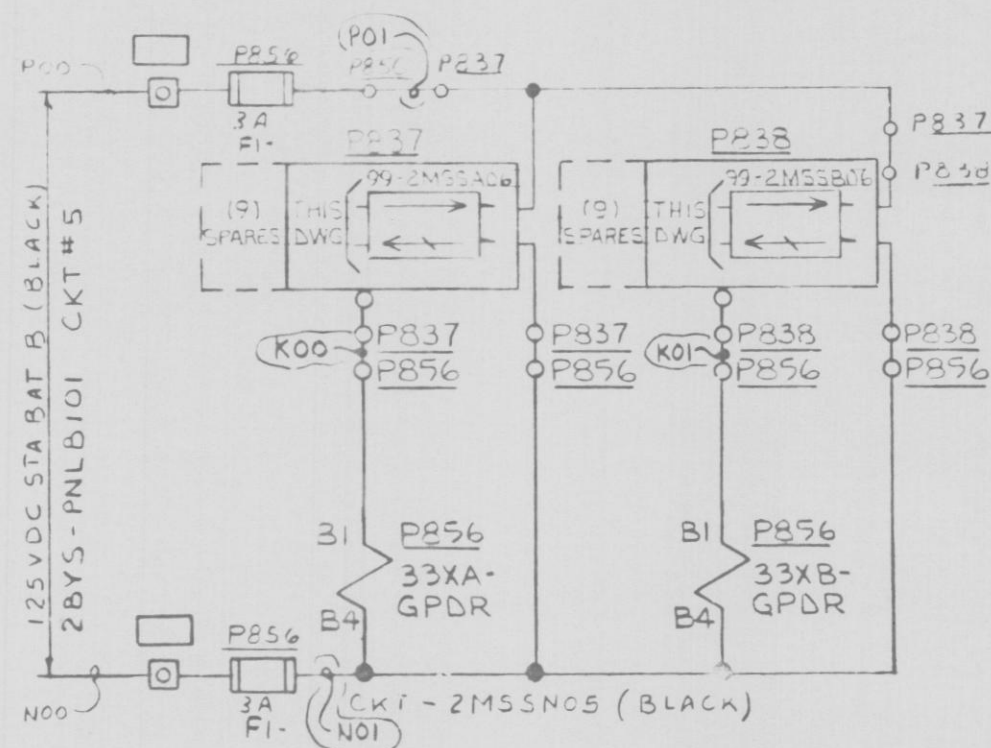 P01
P856
P00
P856
P837
3A
F1-
P837
P838
P837
P838
99-2MSSA06
99-2MSSB06
(9)
SPARES
THIS
DWG
(9)
SPARES
THIS
DWG
K00
P837
P856
P837
P856
K01
P838
P856
P838
P856
125 VDC STA BAT B (BLACK)
2BYS-PNLB101 CKT #5
B1
P856
33XA-
GPDR
B4
B1
P856
33XB-
GPDR
B4
P856
3A
F1-
N00
N01
CKT - 2MSSN05 (BLACK)